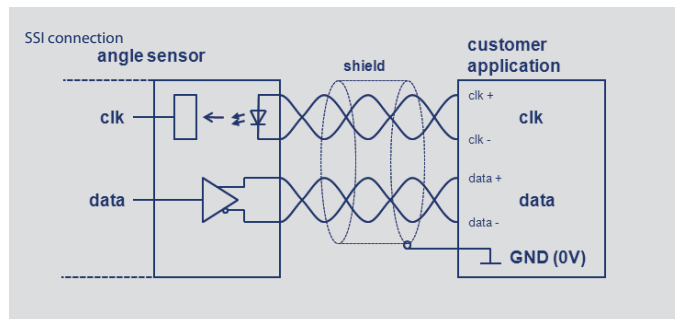 SSI connection
angle sensor
shield
customer
application
clk
clk +
clk
clk -
data
data +
data
data -
GND (0V)